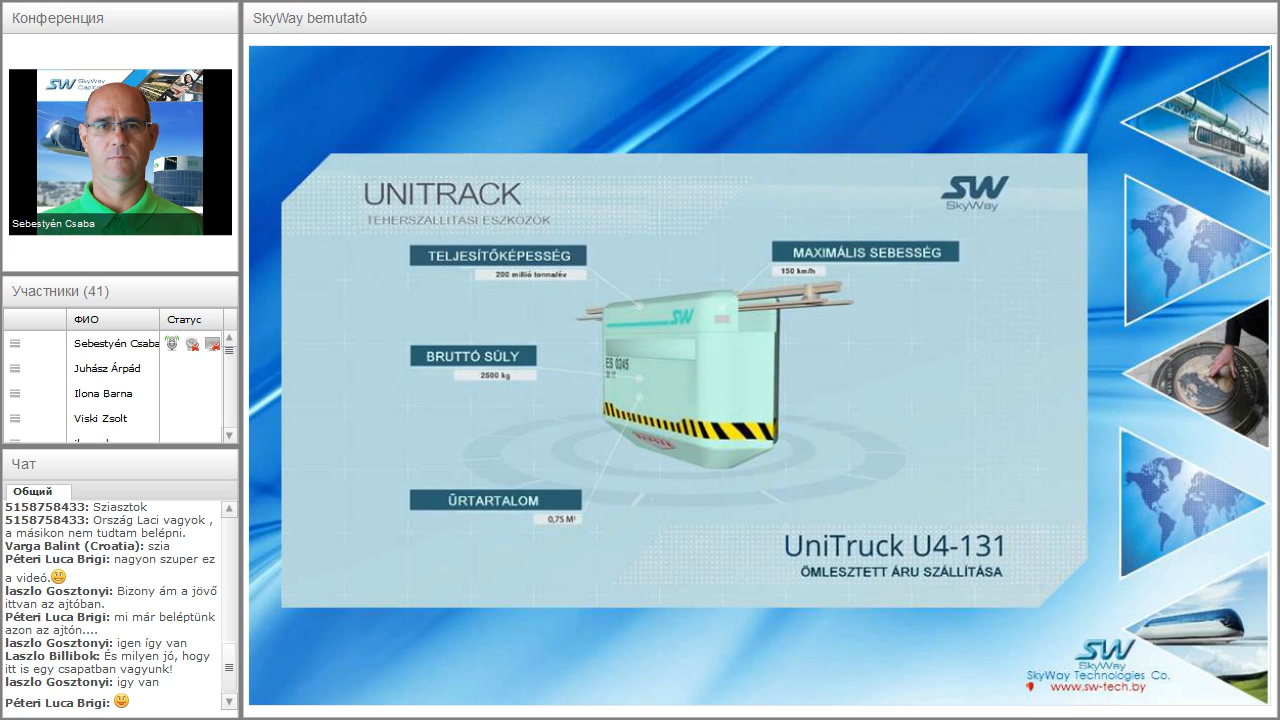 Конференция
SW SkyWay
Sebestyén Csaba
Участники (41)
ФИО
Статус
Sebestyén Csaba
Juhász Árpád
Ilona Barna
Viski Zsolt
Чат
Общий
5158758433: Sziasztok
5158758433: Ország Laci vagyok ,
a másikon nem tudtam belépni.
Varga Balint (Croatia): szia
Péteri Luca Brigi: nagyon szuper ez
a videó.
laszlo Gosztonyi: Bizony ám a jövő
ittvan az ajtóban.
Péteri Luca Brigi: mi már beléptünk
azon az ajtón....
laszlo Gosztonyi: igen így van
Laszlo Billibok: És milyen jó, hogy
itt is egy csapatban vagyunk!
laszlo Gosztonyi: igy van
Péteri Luca Brigi:
SkyWay bemutató
UNITRACK
TEHERSZALLITASI ESZKOZOK
SW
SkyWay
TELJESÍTŐKÉPESSÉG
200 millió tonna/év
MAXIMÁLIS SEBESSÉG
150 km/h
SW
BRUTTÓ SÚLY
2500 kg
ES 0245
ŰRTARTALOM
0,75 M³
UniTruck U4-131
ÖMLESZTETT ÁRU SZÁLLÍTÁSA
SW
SkyWay
SkyWay Technologies Co.
www.sw-tech.by